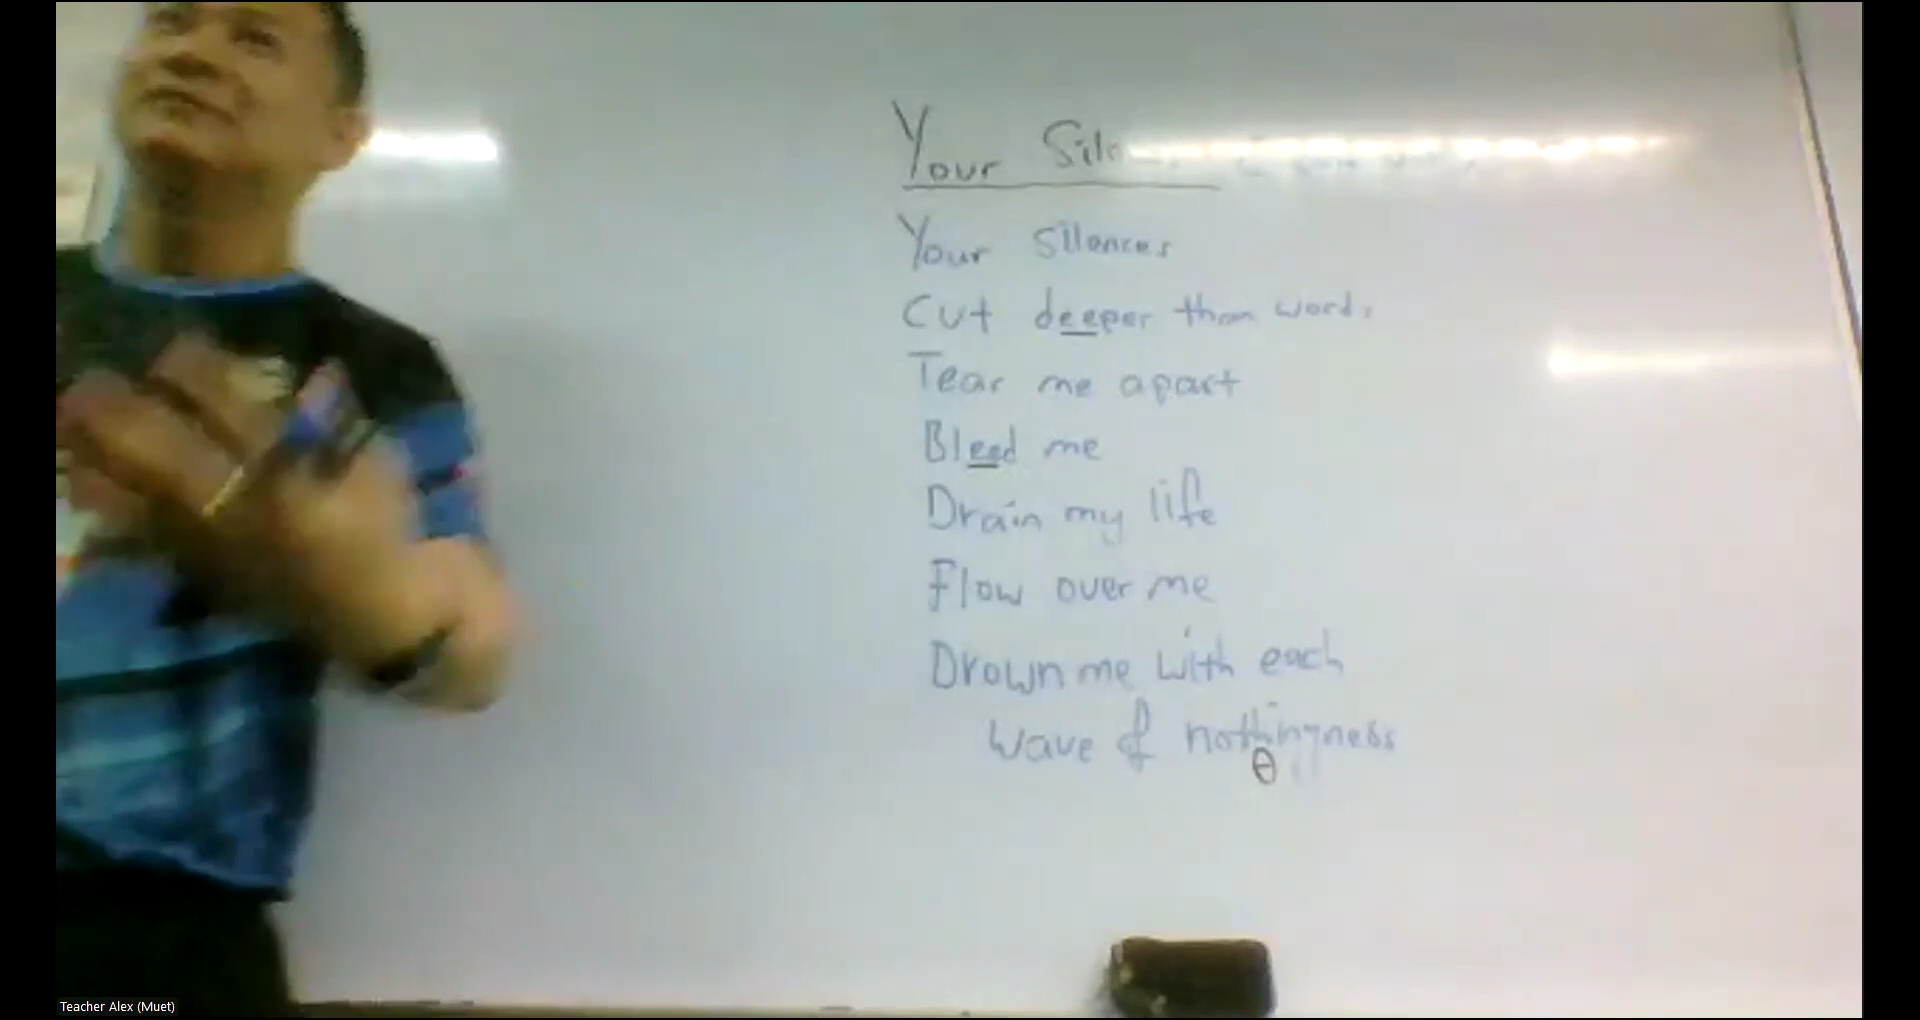 Your
Your Silences
Cut deeper than words
Tear me apart
Bleed me
Drain my life
Flow over me
Drown me with each
wave of nothingness
θ
Teacher Alex (Muet)